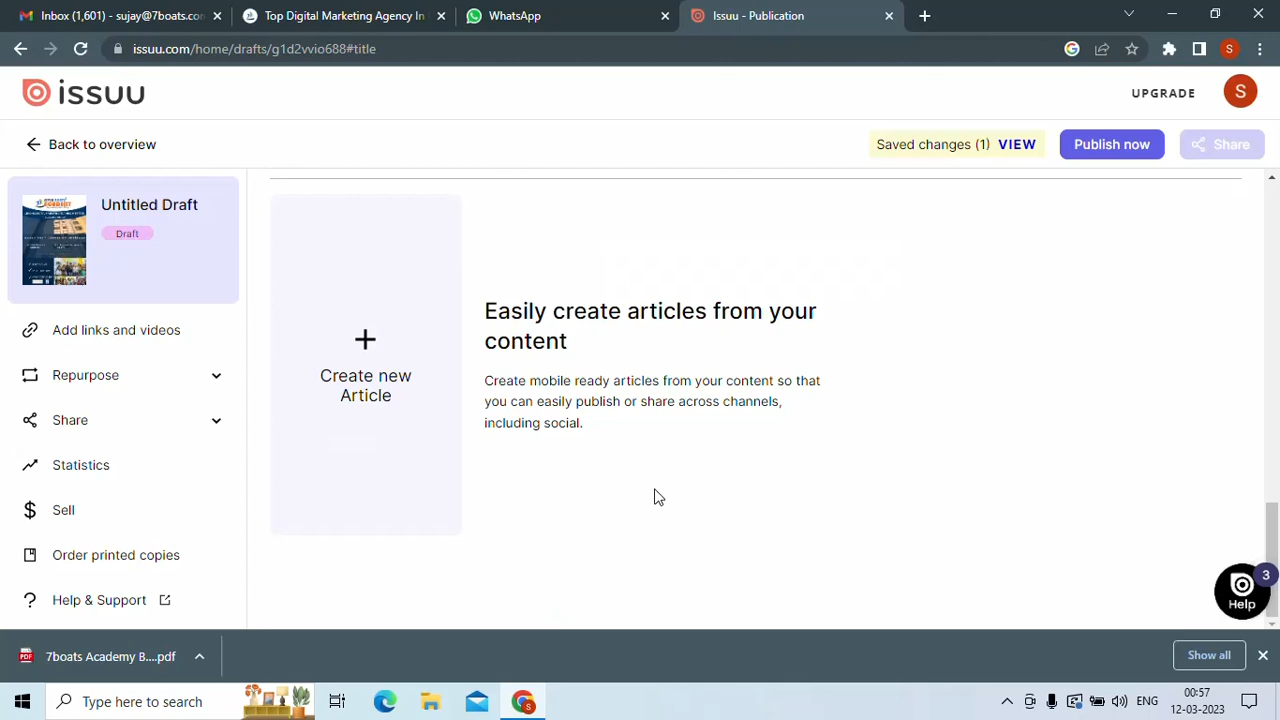 Inbox (1,601) - sujay@7boats.co
Top Digital Marketing Agency In
WhatsApp
Issuu - Publication
issuu.com/home/drafts/g1d2vvio688#title
S
issuu
UPGRADE
S
Back to overview
Saved changes (1) VIEW
Publish now
Share
Untitled Draft
Draft
Add links and videos
Repurpose
Share
Statistics
Sell
Order printed copies
Help & Support
Create new
Article
Easily create articles from your
content
Create mobile ready articles from your content so that
you can easily publish or share across channels,
including social.
3
Help
PDF
7boats Academy B....pdf
Show all
Type here to search
S
ENG
00:57
12-03-2023